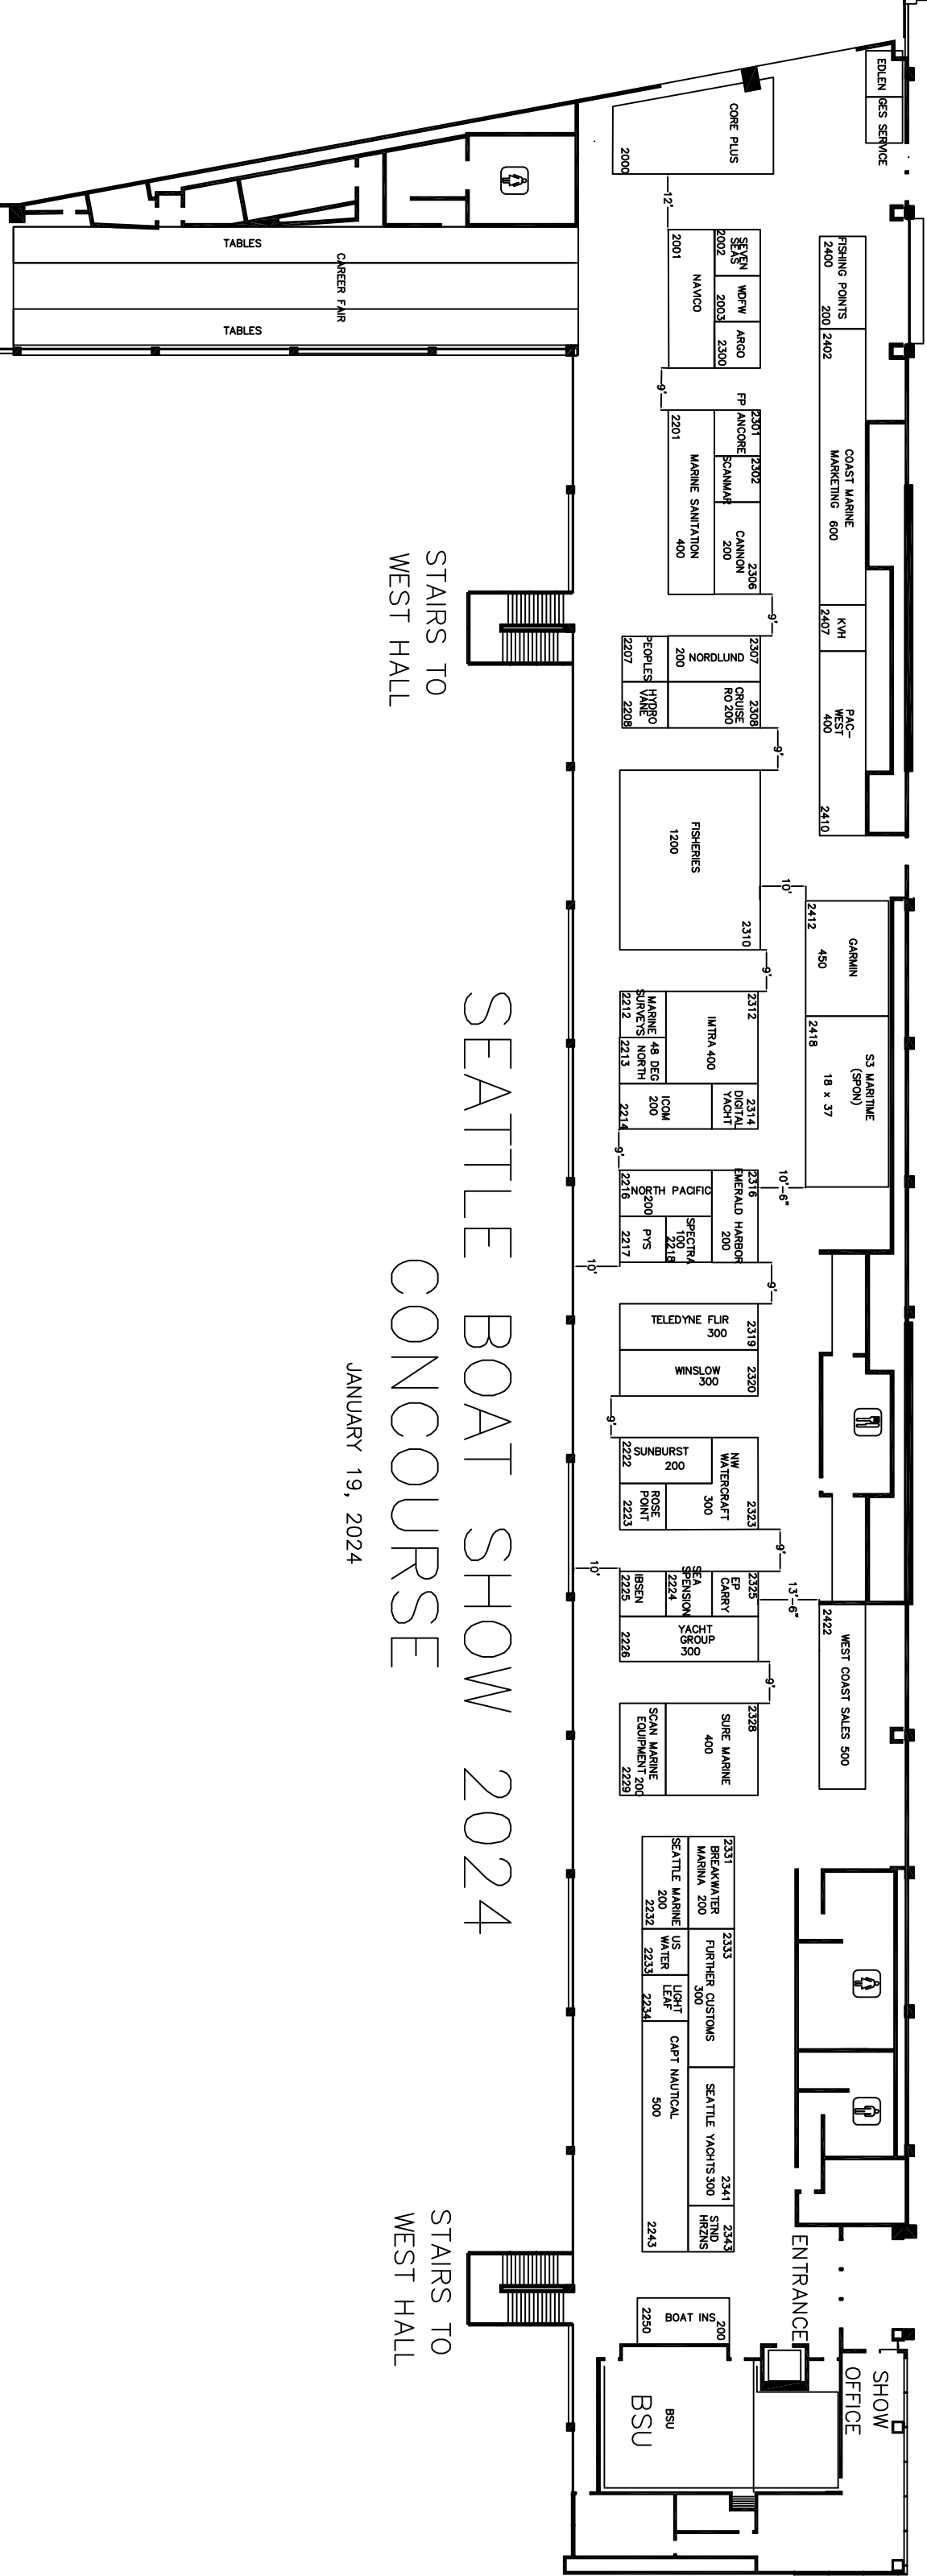 EDLEN
GES SERVICE
CORE PLUS
2000
12'
TABLES
CAREER FAIR
TABLES
SEVEN
SEAS
2002
WDFW
2003
ARGO
2300
2001
NAVICO
FISHING POINTS
2400
200
2402
COAST MARINE
MARKETING 600
KVH
2407
PAC-
WEST
400
2410
9'
FP
2301
ANCORE
2302
SCANMAR
CANNON
200
2306
2201
MARINE SANITATION
400
9'
2307
NORDLUND
200
PEOPLES
2207
CRUISE
RO 200
2308
HYDRO
VANE
2208
9'
FISHERIES
1200
2310
10'
2412
GARMIN
450
2418
S3 MARITIME
(SPON)
18 x 37
9'
2312
IMTRA 400
MARINE
SURVEYS
2212
48 DEG
NORTH
2213
2314
DIGITAL
YACHT
ICOM
200
2214
9'
10'-6"
2316
EMERALD HARBOR
200
NORTH PACIFIC
200
2216
SPECTRA
100
2218
PYS
2217
10'
9'
TELEDYNE FLIR
300
2319
WINSLOW
300
2320
9'
SUNBURST
200
2222
NW
WATERCRAFT
300
2323
ROSE
POINT
2223
9'
10'
13'-6"
2325
EP
CARRY
SEA
SPENSION
2224
IBSEN
2225
YACHT
GROUP
300
2226
2422
WEST COAST SALES 500
9'
2328
SURE MARINE
400
SCAN MARINE
EQUIPMENT 200
2229
2331
BREAKWATER
MARINA 200
SEATTLE MARINE
200
2232
2333
FURTHER CUSTOMS
300
US
WATER
2233
LIGHT
LEAF
2234
CAPT NAUTICAL
500
2243
SEATTLE YACHTS 300
2341
STND
HRZNS
2343
BOAT INS
200
2250
ENTRANCE
SHOW
OFFICE
BSU
BSU
STAIRS TO
WEST HALL
STAIRS TO
WEST HALL
SEATTLE BOAT SHOW 2024
CONCOURSE
JANUARY 19, 2024